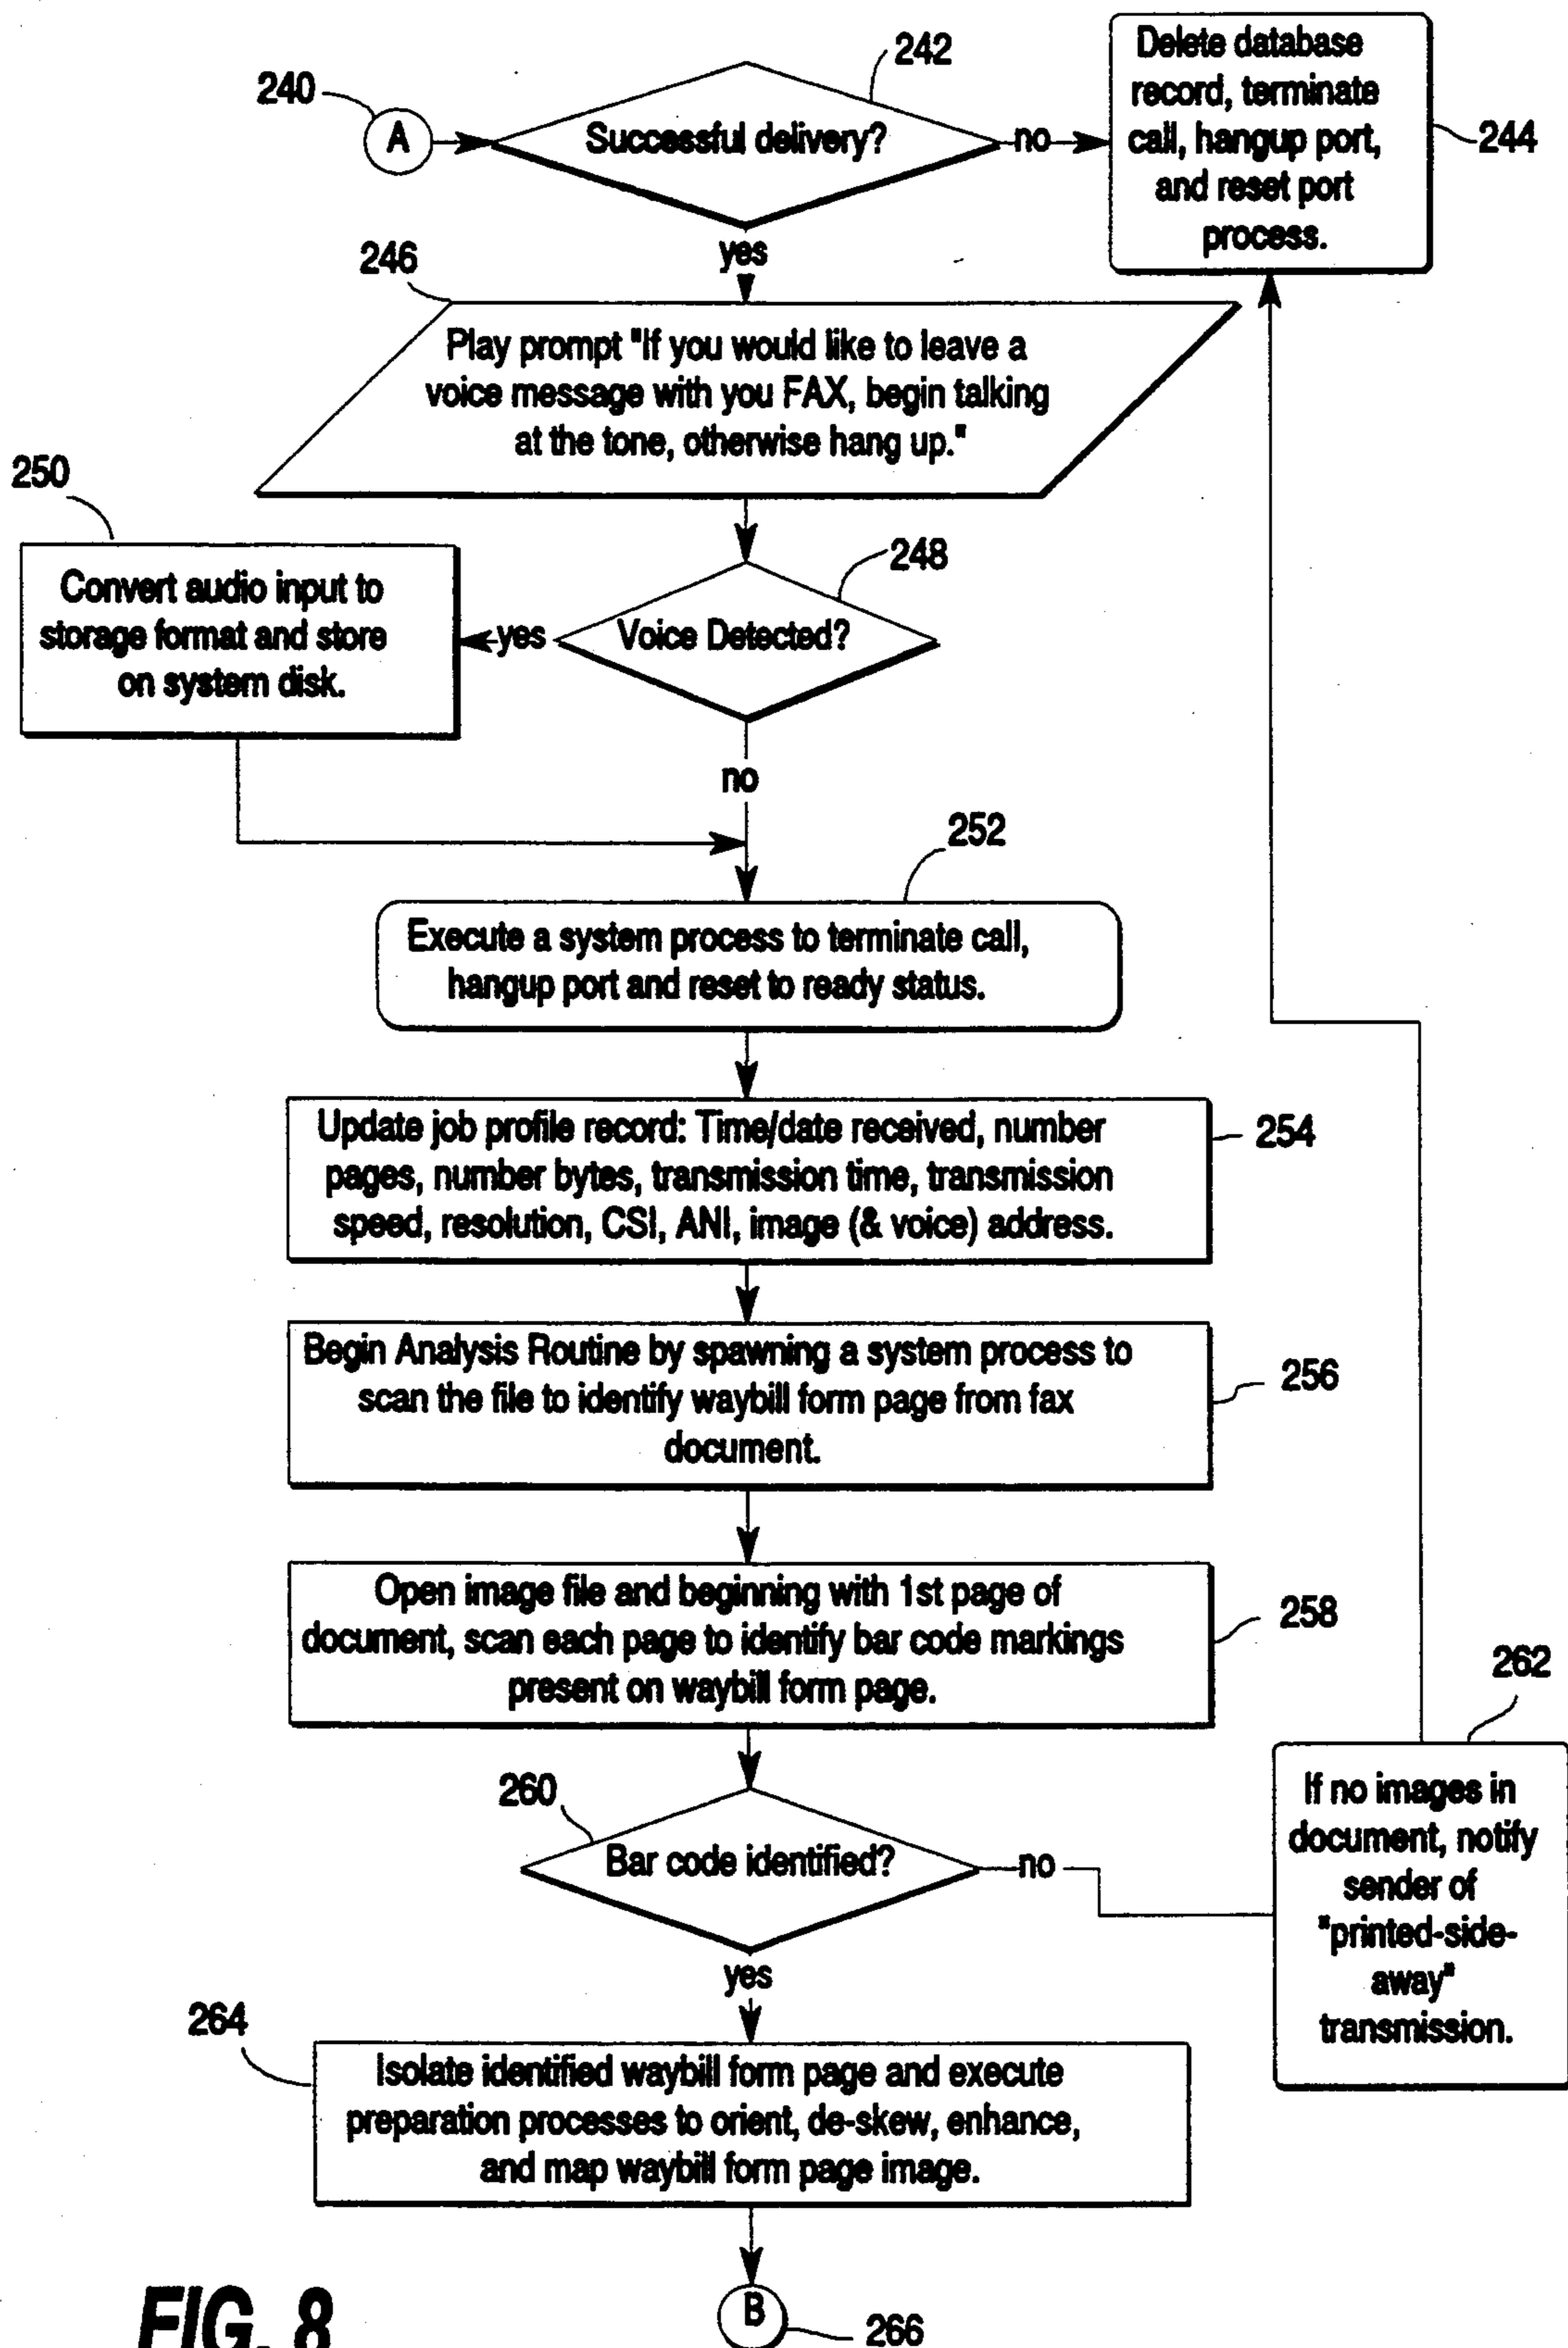 240
A
242
Successful delivery?
no
Delete database
record, terminate
call, hangup port,
and reset port
process.
244
yes
246
Play prompt "If you would like to leave a
voice message with you FAX, begin talking
at the tone, otherwise hang up."
248
Voice Detected?
yes
250
Convert audio input to
storage format and store
on system disk.
no
252
Execute a system process to terminate call,
hangup port and reset to ready status.
Update job profile record: Time/date received, number
pages, number bytes, transmission time, transmission
speed, resolution, CSI, ANI, image (& voice) address.
254
Begin Analysis Routine by spawning a system process to
scan the file to identify waybill form page from fax
document.
256
Open image file and beginning with 1st page of
document, scan each page to identify bar code markings
present on waybill form page.
258
260
Bar code identified?
no
262
If no images in
document, notify
sender of
"printed-side-
away"
transmission.
yes
264
Isolate identified waybill form page and execute
preparation processes to orient, de-skew, enhance,
and map waybill form page image.
B
266
FIG. 8